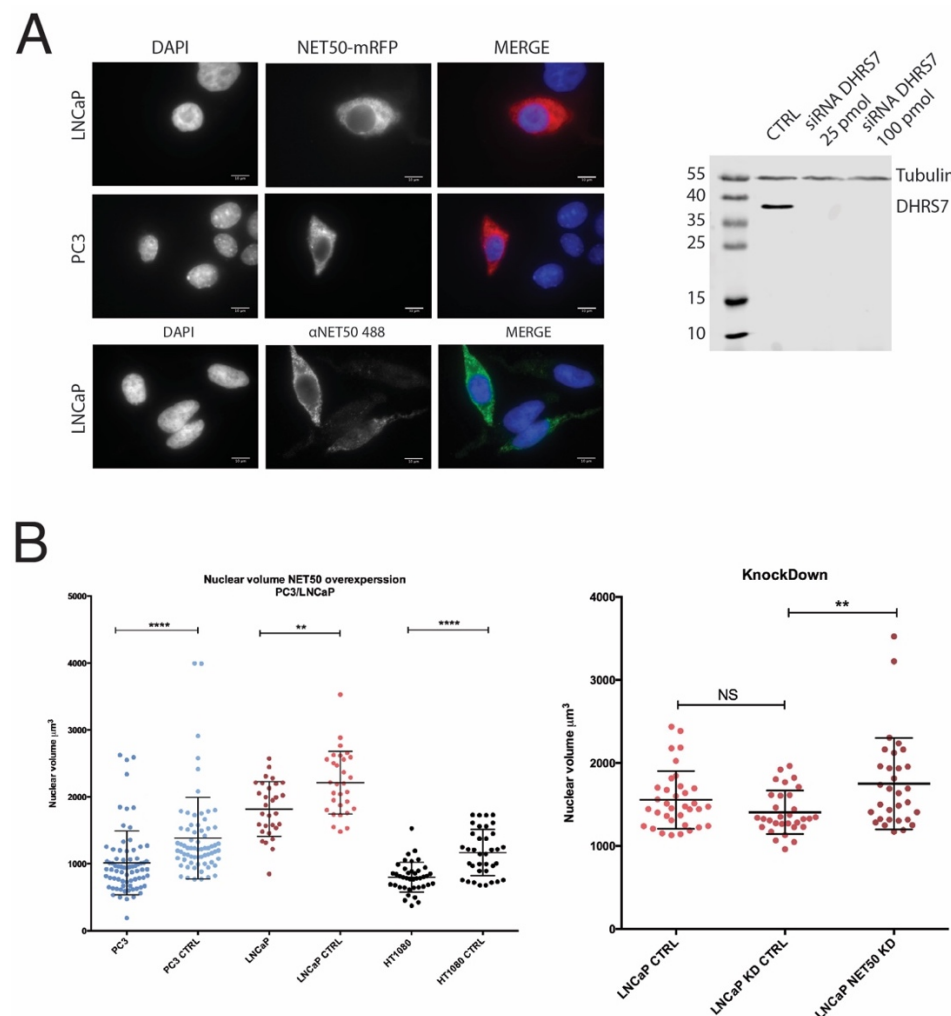 A
DAPI
NET50-mRFP
MERGE
LNCaP
PC3
DAPI
αNET50 488
MERGE
LNCaP
CTRL
siRNA DHRS7
25 pmol
siRNA DHRS7
100 pmol
55
40
35
25
15
10
Tubulin
DHRS7
B
Nuclear volume NET50 overexperssion
PC3/LNCaP
Nuclear volume µm³
5000
4000
3000
2000
1000
0
****
**
****
PC3
PC3 CTRL
LNCaP
LNCaP CTRL
HT1080
HT1080 CTRL
KnockDown
Nuclear volume µm³
4000
3000
2000
1000
0
NS
**
LNCaP CTRL
LNCaP KD CTRL
LNCaP NET50 KD